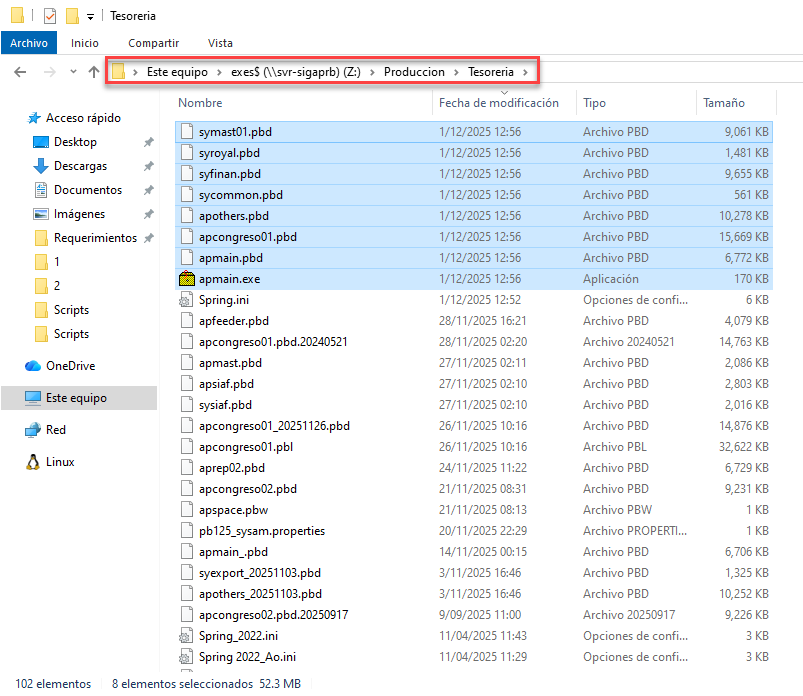 Tesoreria
Archivo Inicio Compartir Vista
Este equipo > exes$ (\\svr-sigaprb) (Z:) > Produccion > Tesoreria >
Acceso rápido
Desktop
Descargas
Documentos
Imágenes
Requerimientos
1
2
Scripts
Scripts
OneDrive
Este equipo
Red
Linux
Nombre Fecha de modificación Tipo Tamaño
symast01.pbd 1/12/2025 12:56 Archivo PBD 9,061 KB
syroyal.pbd 1/12/2025 12:56 Archivo PBD 1,481 KB
syfinan.pbd 1/12/2025 12:56 Archivo PBD 9,655 KB
sycommon.pbd 1/12/2025 12:56 Archivo PBD 561 KB
apothers.pbd 1/12/2025 12:56 Archivo PBD 10,278 KB
apcongreso01.pbd 1/12/2025 12:56 Archivo PBD 15,669 KB
apmain.pbd 1/12/2025 12:56 Archivo PBD 6,772 KB
apmain.exe 1/12/2025 12:56 Aplicación 170 KB
Spring.ini 1/12/2025 12:52 Opciones de confi... 6 KB
apfeeder.pbd 28/11/2025 16:21 Archivo PBD 4,079 KB
apcongreso01.pbd.20240521 28/11/2025 02:20 Archivo 20240521 14,763 KB
apmast.pbd 27/11/2025 02:11 Archivo PBD 2,086 KB
apsiaf.pbd 27/11/2025 02:10 Archivo PBD 2,803 KB
sysiaf.pbd 27/11/2025 02:10 Archivo PBD 2,016 KB
apcongreso01_20251126.pbd 26/11/2025 10:16 Archivo PBD 14,876 KB
apcongreso01.pbl 26/11/2025 10:16 Archivo PBL 32,622 KB
aprep02.pbd 24/11/2025 11:22 Archivo PBD 6,729 KB
apcongreso02.pbd 21/11/2025 08:31 Archivo PBD 9,231 KB
apspace.pbw 21/11/2025 08:13 Archivo PBW 1 KB
pb125_sysam.properties 20/11/2025 22:29 Archivo PROPERTI... 1 KB
apmain_.pbd 14/11/2025 00:15 Archivo PBD 6,706 KB
syexport_20251103.pbd 3/11/2025 16:46 Archivo PBD 1,325 KB
apothers_20251103.pbd 3/11/2025 16:46 Archivo PBD 10,252 KB
apcongreso02.pbd.20250917 9/09/2025 11:00 Archivo 20250917 9,226 KB
Spring_2022.ini 11/04/2025 11:43 Opciones de confi... 3 KB
Spring 2022_Ao.ini 11/04/2025 11:29 Opciones de confi... 3 KB
102 elementos 8 elementos seleccionados 52.3 MB